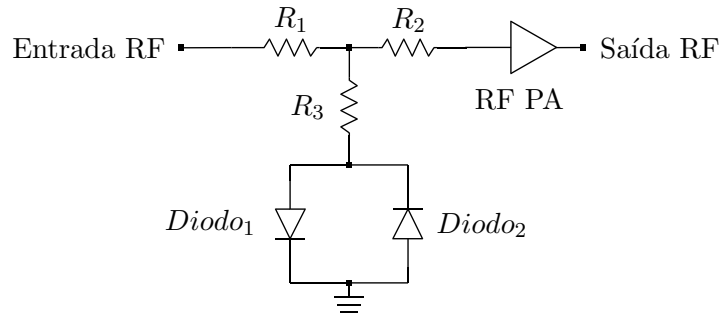 R₁
R₂
Entrada RF
Saída RF
RF PA
R₃
Diodo₁
Diodo₂